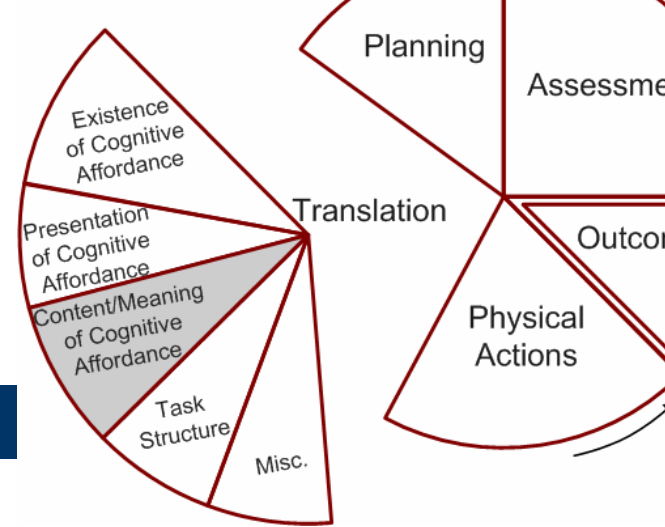 Planning
Assessme
Existence
of Cognitive
Affordance
Translation
Presentation
of Cognitive
Affordance
Outcor
Content/Meaning
of Cognitive
Affordance
Physical
Actions
Task
Structure
Misc.